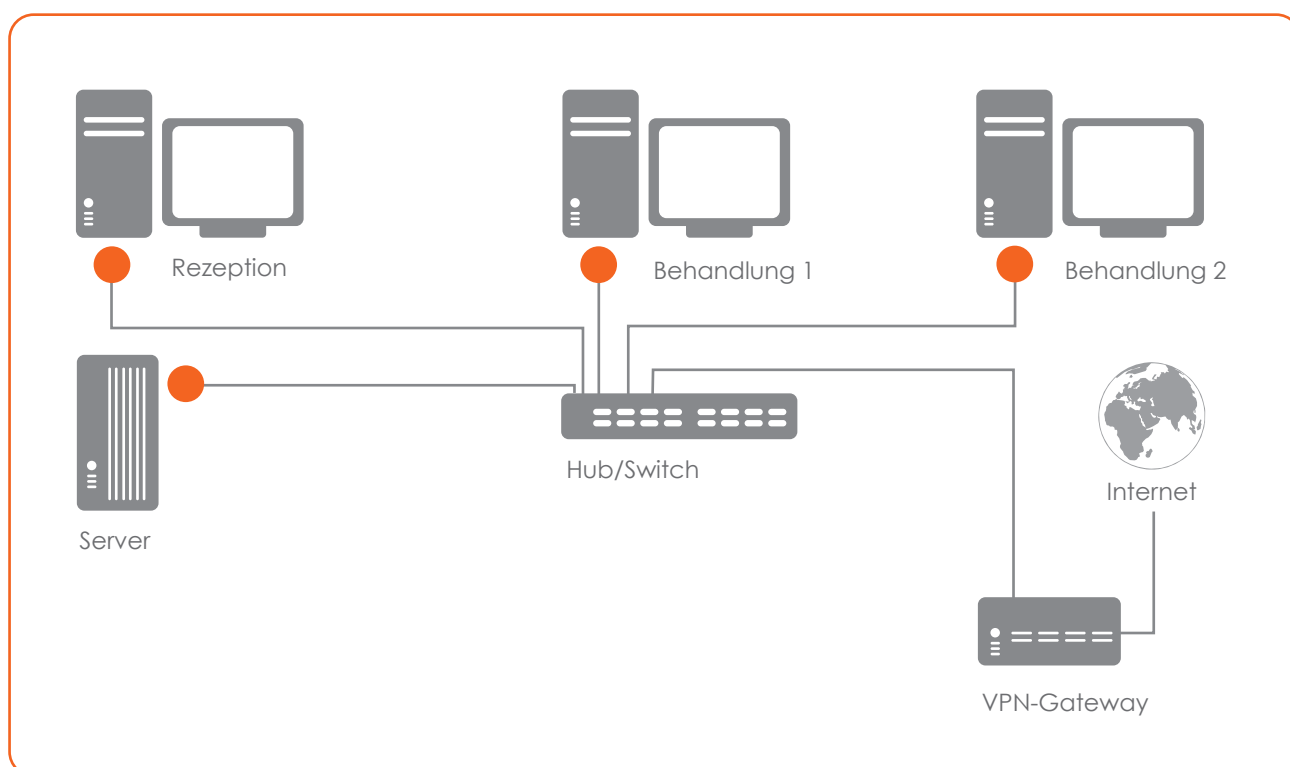 Rezeption
Behandlung 1
Behandlung 2
Hub/Switch
Internet
Server
VPN-Gateway